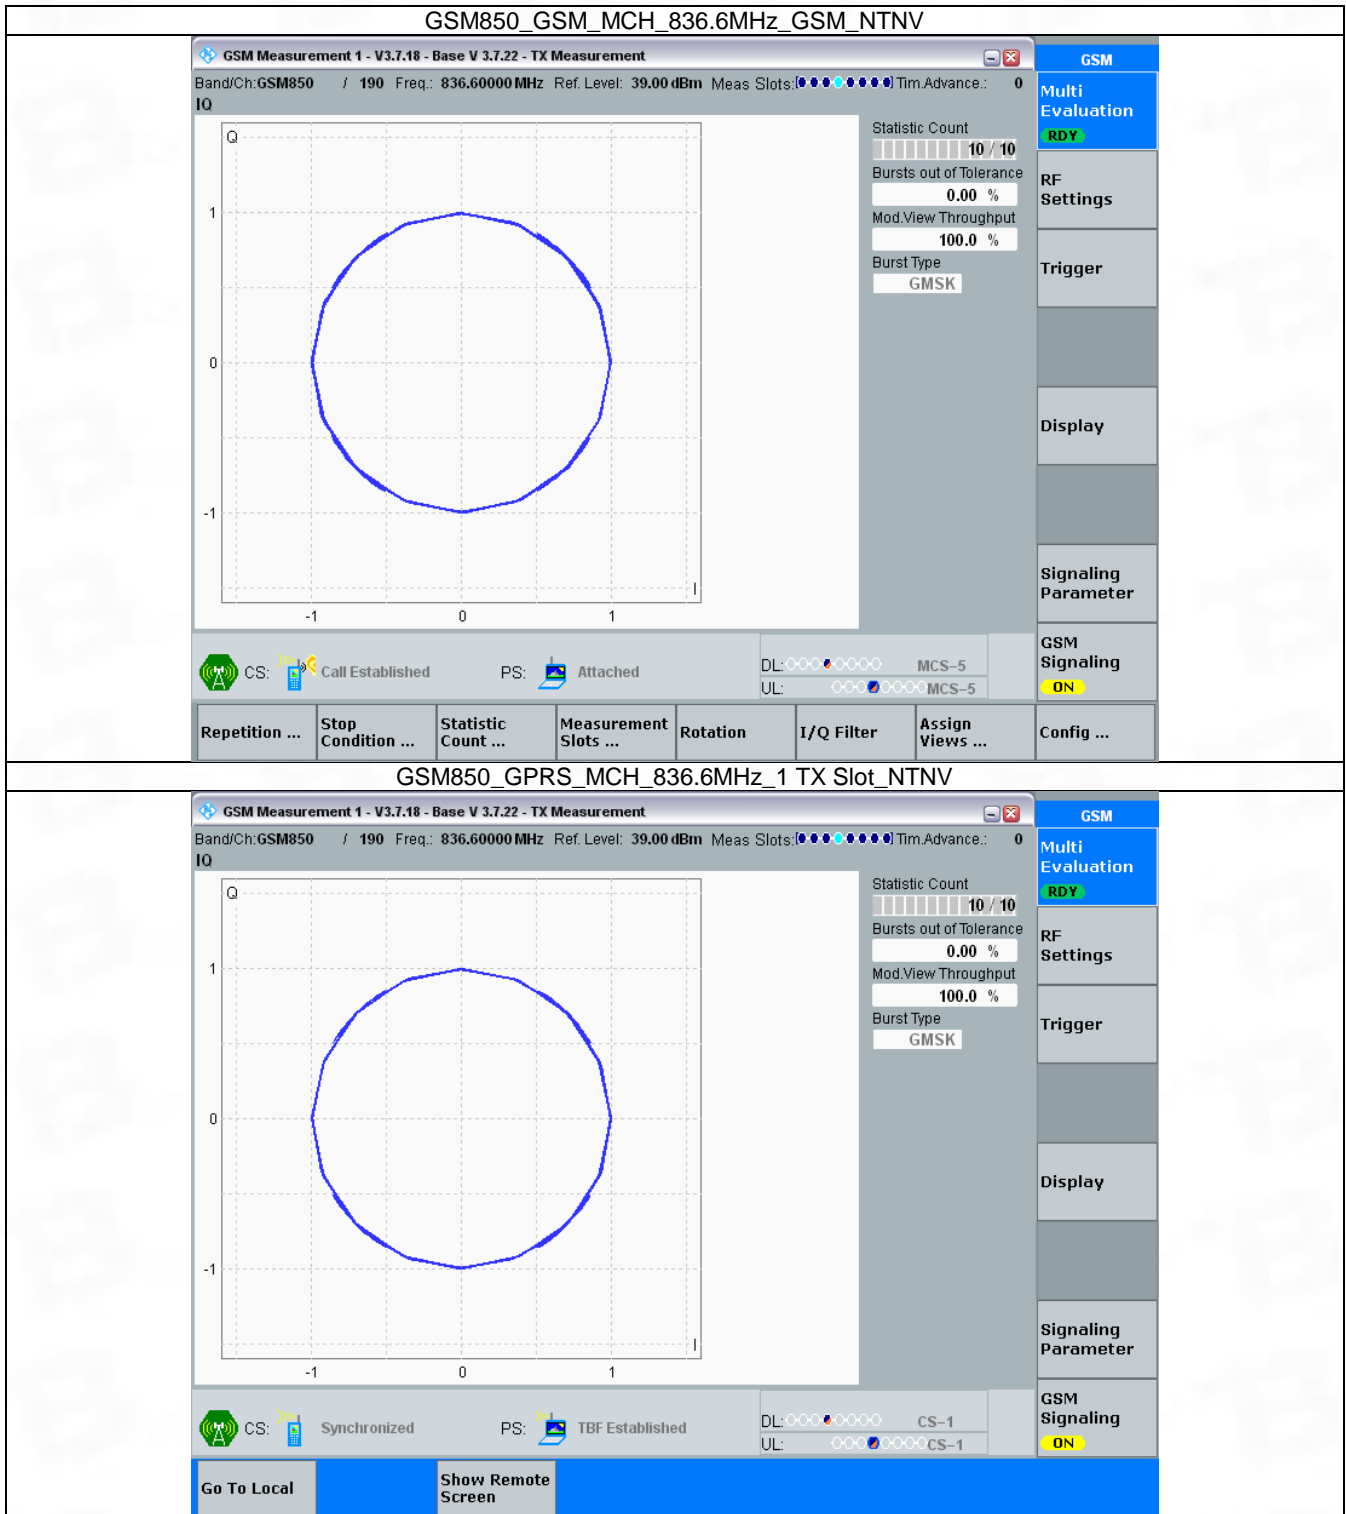 GSM850_GSM_MCH_836.6MHz_GSM_NTNV
GSM Measurement 1 - V3.7.18 - Base V 3.7.22 - TX Measurement
GSM
Band/Ch:GSM850 / 190 Freq.: 836.60000 MHz Ref. Level: 39.00 dBm Meas Slots: Tim.Advance.: 0
IQ
Multi
Evaluation
RDY
Q
Statistic Count
10 / 10
Bursts out of Tolerance
0.00 %
Mod.View Throughput
100.0 %
Burst Type
GMSK
RF
Settings
Trigger
Display
Signaling
Parameter
GSM
Signaling
ON
1
0
-1
I
-1 0 1
CS: Call Established PS: Attached
DL: MCS-5
UL: MCS-5
Repetition ...
Stop
Condition ...
Statistic
Count ...
Measurement
Slots ...
Rotation
I/Q Filter
Assign
Views ...
Config ...
GSM850_GPRS_MCH_836.6MHz_1 TX Slot_NTNV
GSM Measurement 1 - V3.7.18 - Base V 3.7.22 - TX Measurement
GSM
Band/Ch:GSM850 / 190 Freq.: 836.60000 MHz Ref. Level: 39.00 dBm Meas Slots: Tim.Advance.: 0
IQ
Multi
Evaluation
RDY
Q
Statistic Count
10 / 10
Bursts out of Tolerance
0.00 %
Mod.View Throughput
100.0 %
Burst Type
GMSK
RF
Settings
Trigger
Display
Signaling
Parameter
GSM
Signaling
ON
1
0
-1
I
-1 0 1
CS: Synchronized PS: TBF Established
DL: CS-1
UL: CS-1
Go To Local
Show Remote
Screen